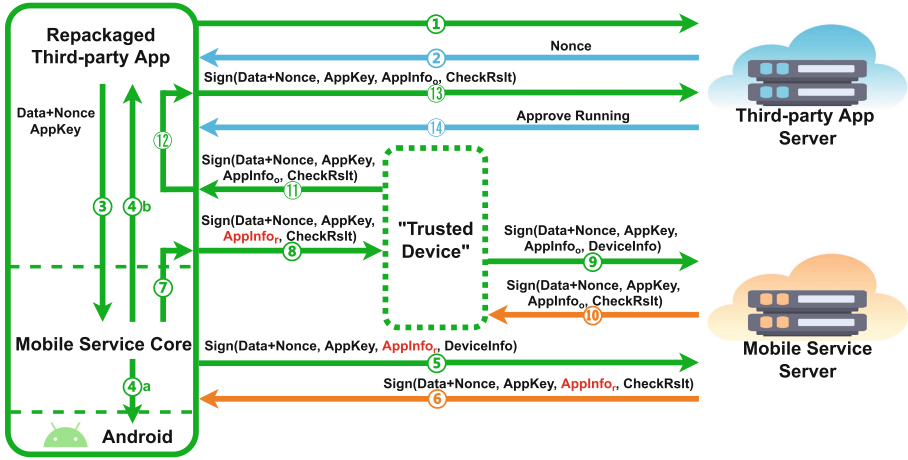 Repackaged
Third-party App
①
Nonce
②
Sign(Data+Nonce, AppKey, AppInfoₒ, CheckRslt)
⑬
Data+Nonce
AppKey
Approve Running
⑭
Third-party App
Server
⑫
Sign(Data+Nonce, AppKey,
AppInfoₒ, CheckRslt)
⑪
③
④b
"Trusted
Device"
Sign(Data+Nonce, AppKey,
AppInfoᵣ, CheckRslt)
⑧
Sign(Data+Nonce, AppKey,
AppInfoₒ, DeviceInfo)
⑨
⑦
Sign(Data+Nonce, AppKey,
AppInfoₒ, CheckRslt)
⑩
Mobile Service Core
Sign(Data+Nonce, AppKey, AppInfoᵣ, DeviceInfo)
⑤
Mobile Service
Server
④a
Sign(Data+Nonce, AppKey, AppInfoᵣ, CheckRslt)
⑥
Android